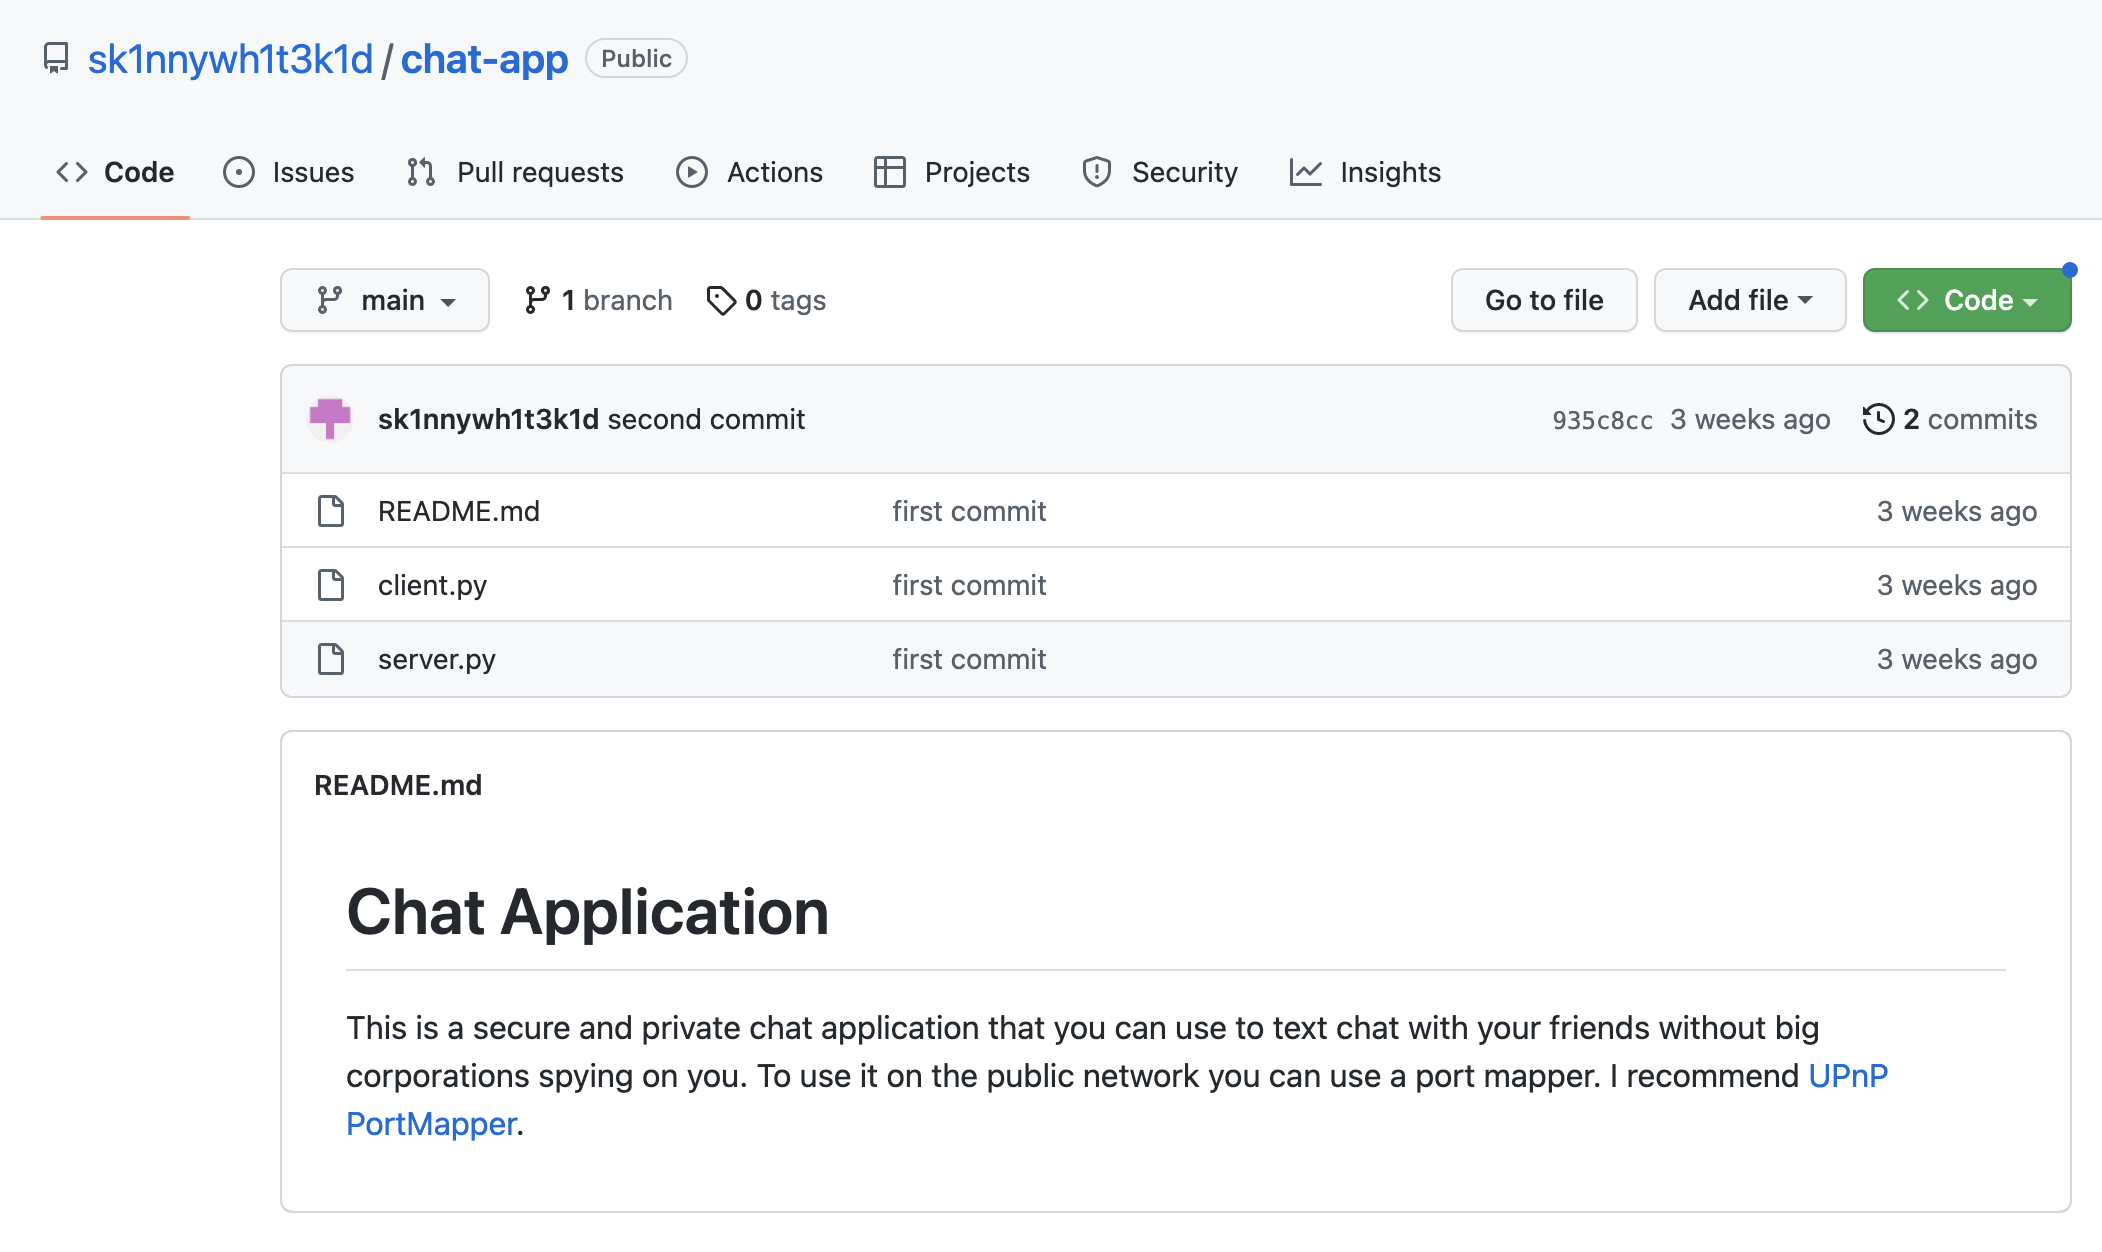 sk1nnywh1t3k1d / chat-app Public
Code Issues Pull requests Actions Projects Security Insights
main 1 branch 0 tags Go to file Add file Code
sk1nnywh1t3k1d second commit 935c8cc 3 weeks ago 2 commits
README.md first commit 3 weeks ago
client.py first commit 3 weeks ago
server.py first commit 3 weeks ago
README.md
Chat Application
This is a secure and private chat application that you can use to text chat with your friends without big
corporations spying on you. To use it on the public network you can use a port mapper. I recommend UPnP
PortMapper.